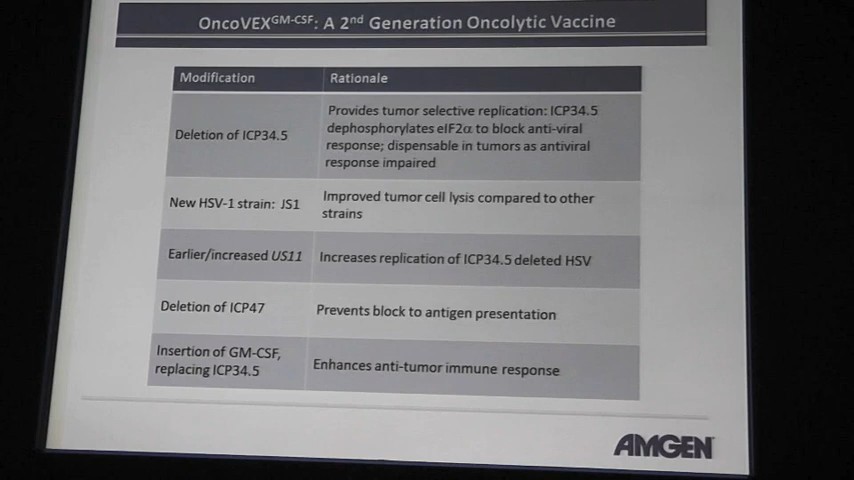 OncoVEXGM-CSF: A 2nd Generation Oncolytic Vaccine
Modification
Rationale
Deletion of ICP34.5
Provides tumor selective replication: ICP34.5
dephosphorylates eIF2α to block anti-viral
response; dispensable in tumors as antiviral
response impaired
New HSV-1 strain: JS1
Improved tumor cell lysis compared to other
strains
Earlier/increased US11
Increases replication of ICP34.5 deleted HSV
Deletion of ICP47
Prevents block to antigen presentation
Insertion of GM-CSF,
replacing ICP34.5
Enhances anti-tumor immune response
AMGEN